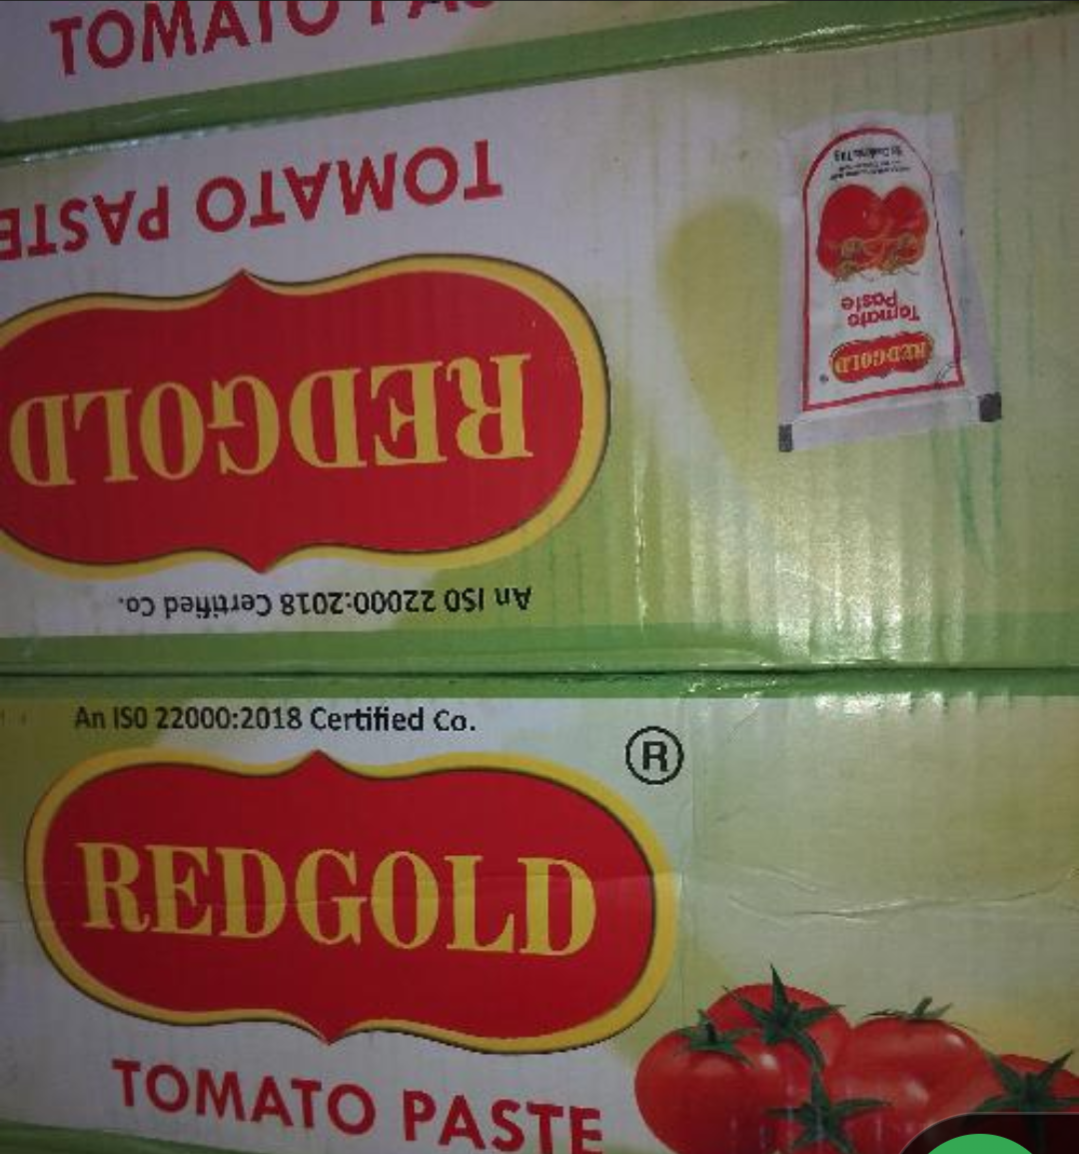 TOMATO PAS
TOMATO PASTE
REDGOLD
An ISO 22000:2018 Certified Co.
Tomato
Paste
REDGOLD
An ISO 22000:2018 Certified Co.
®
REDGOLD
TOMATO PASTE